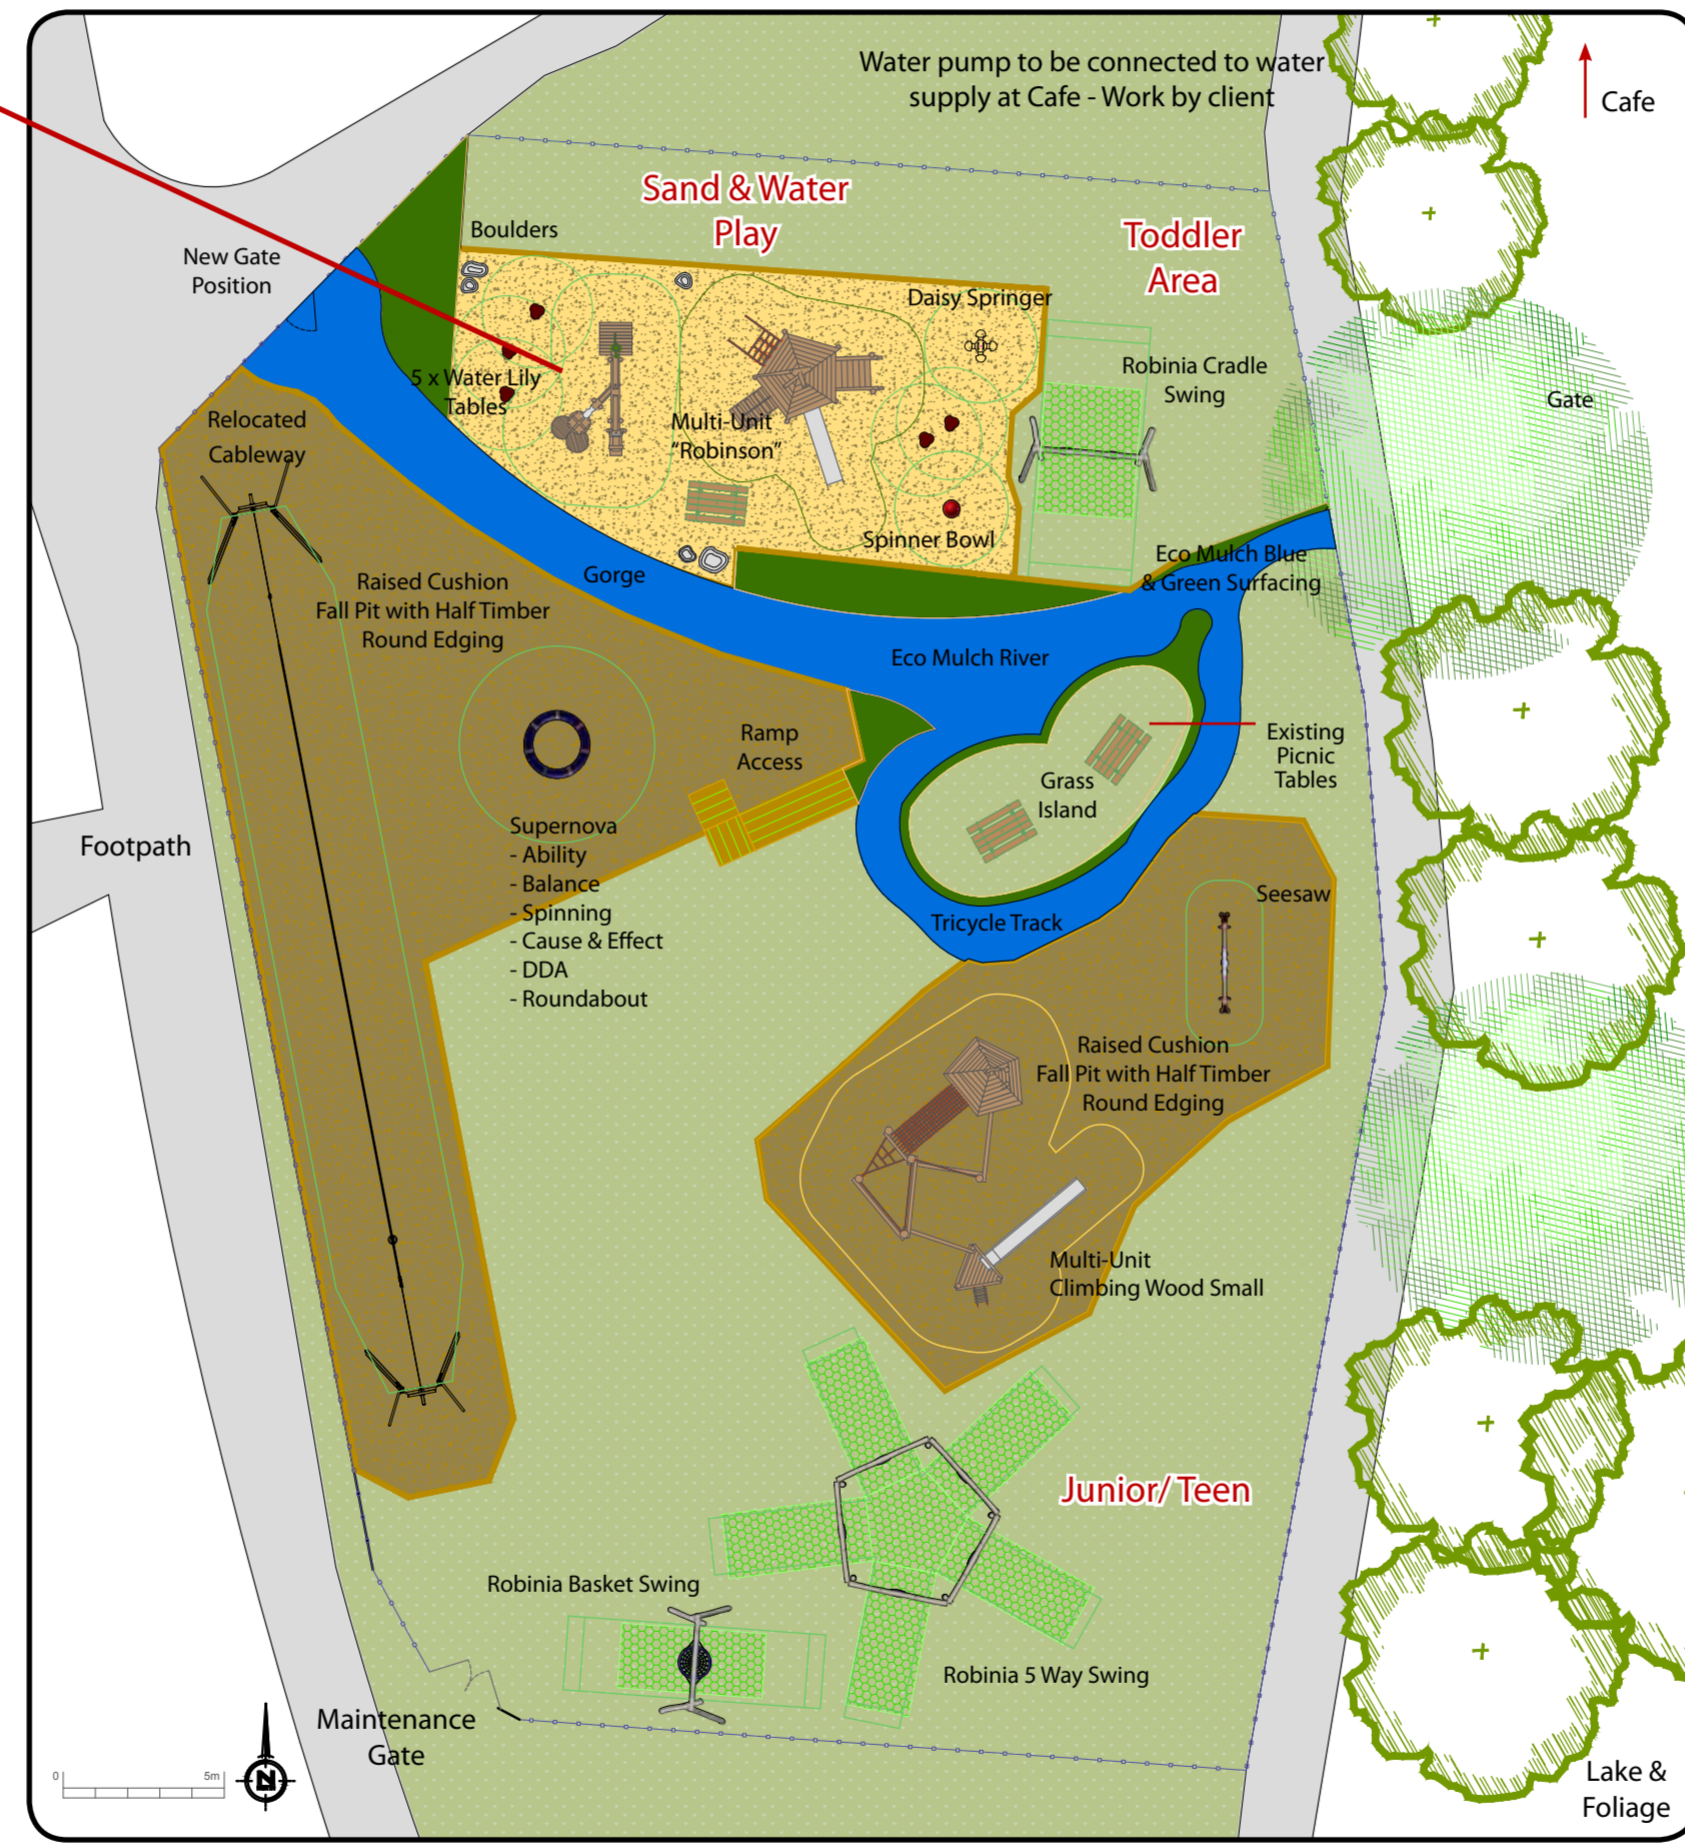 Water pump to be connected to water
supply at Cafe - Work by client
Cafe
Sand & Water
Play
Toddler
Area
Boulders
New Gate
Position
Daisy Springer
Robinia Cradle
Swing
Gate
5 x Water Lily
Tables
Multi-Unit
“Robinson”
Relocated
Cableway
Spinner Bowl
Eco Mulch Blue
& Green Surfacing
Gorge
Raised Cushion
Fall Pit with Half Timber
Round Edging
Eco Mulch River
Ramp
Access
Existing
Picnic
Tables
Grass
Island
Footpath
Supernova
- Ability
- Balance
- Spinning
- Cause & Effect
- DDA
- Roundabout
Tricycle Track
Seesaw
Raised Cushion
Fall Pit with Half Timber
Round Edging
Multi-Unit
Climbing Wood Small
Junior/ Teen
Robinia Basket Swing
Robinia 5 Way Swing
Maintenance
Gate
0 5m
N
Lake &
Foliage